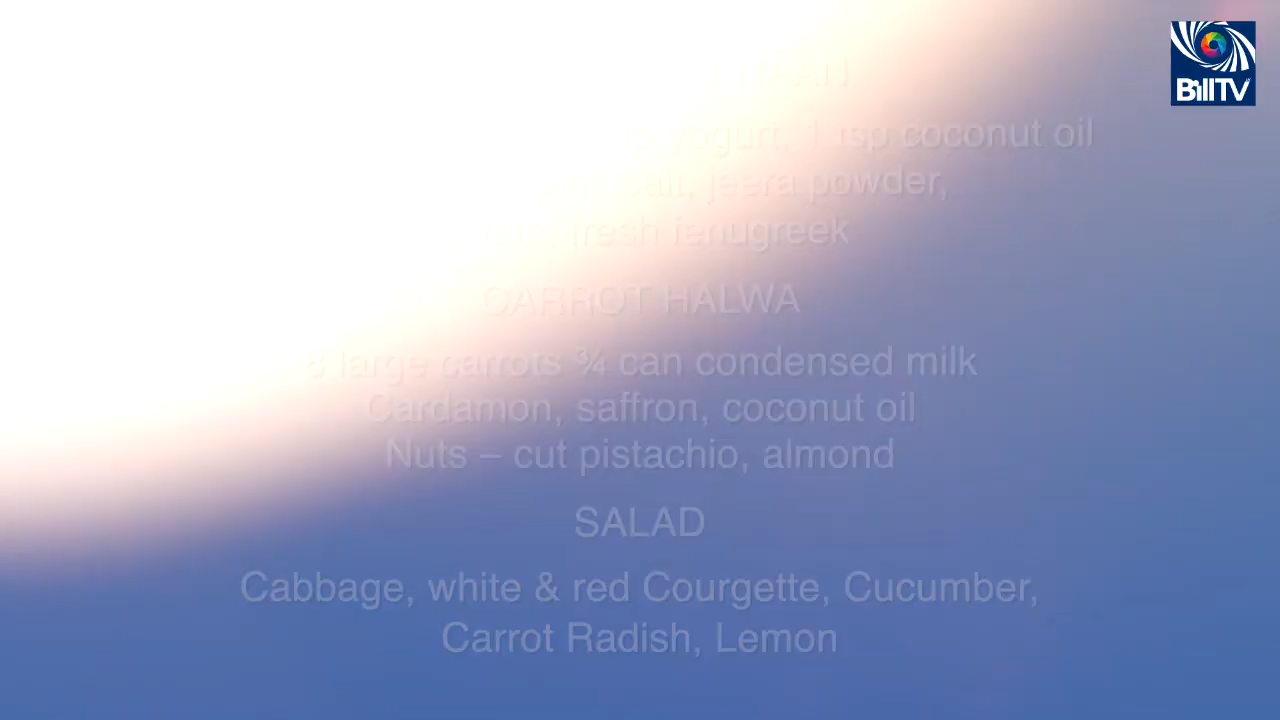 BillTV
yogurt, 1 tsp coconut oil
salt, jeera powder,
fresh fenugreek
CARROT HALWA
8 large carrots ¾ can condensed milk
Cardamon, saffron, coconut oil
Nuts – cut pistachio, almond
SALAD
Cabbage, white & red Courgette, Cucumber,
Carrot Radish, Lemon